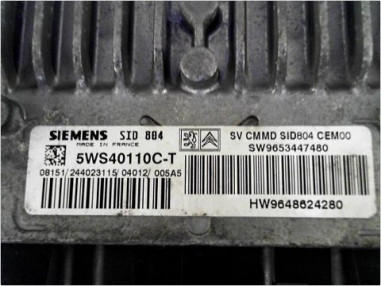 SIEMENS SID 804
MADE IN FRANCE
SV CMMD SID804 CEM00
SW9653447480
5WS40110C-T
08151/244023115/04012/005A5
HW9648624280